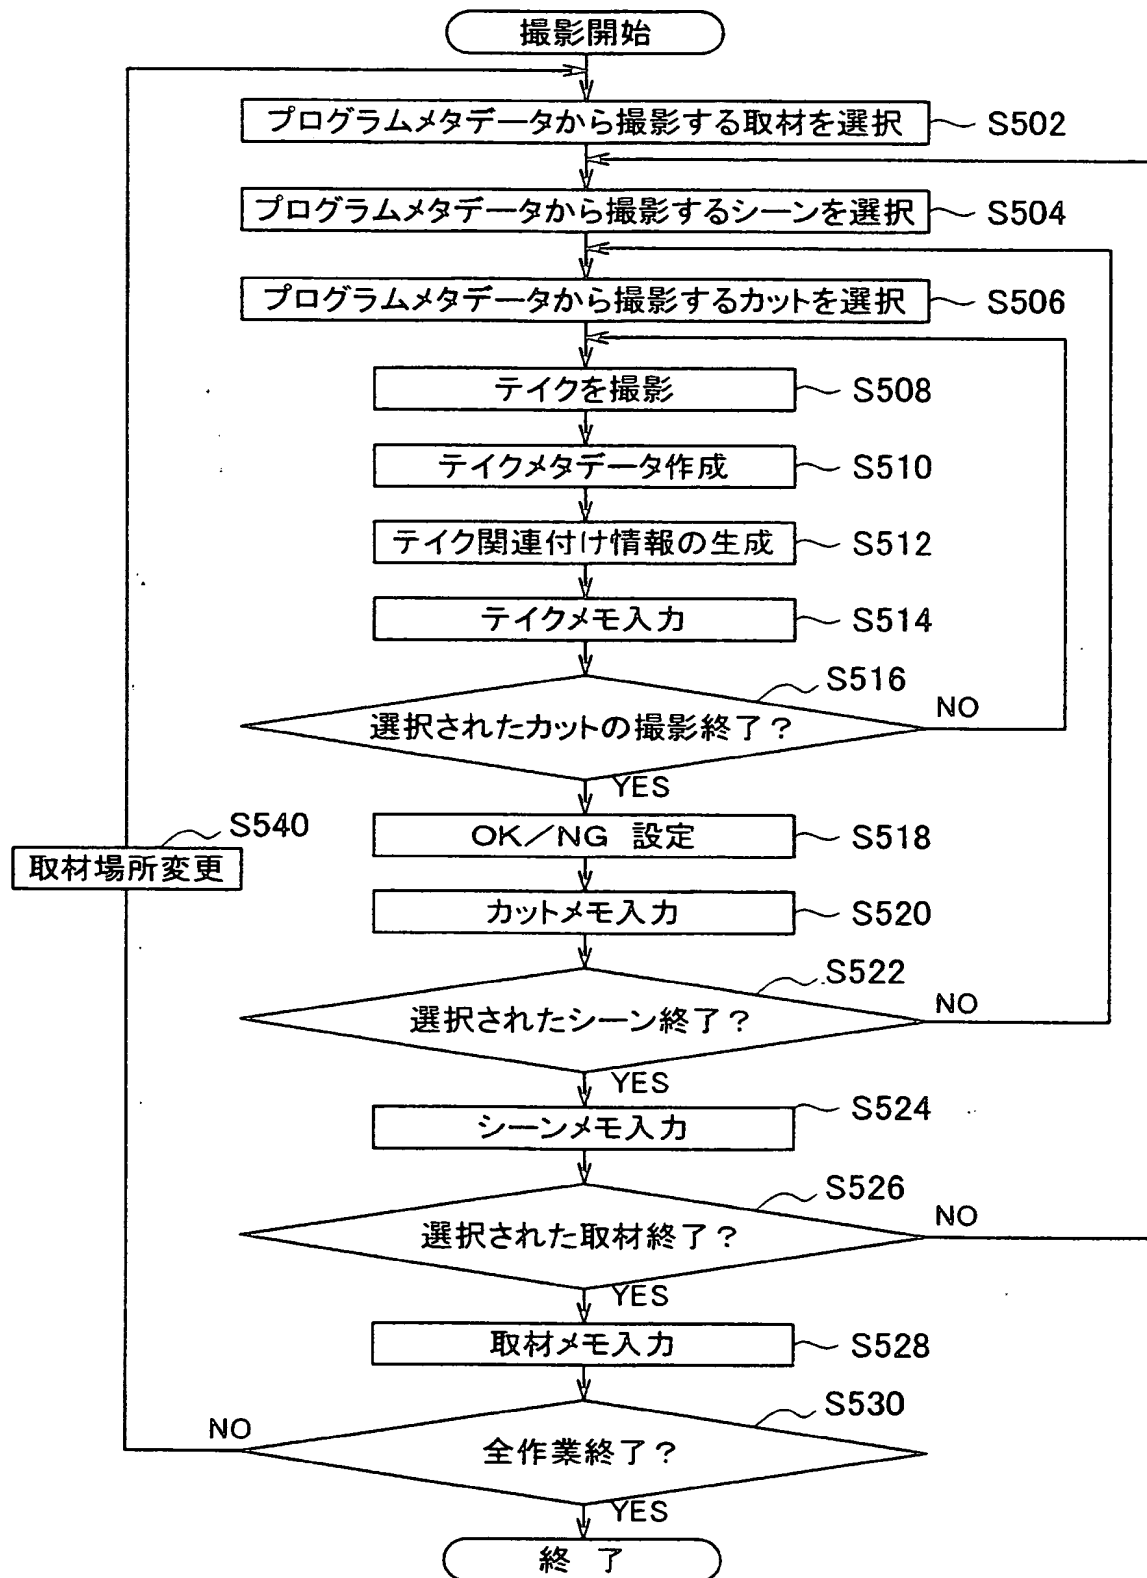 撮影開始
プログラムメタデータから撮影する取材を選択 S502
プログラムメタデータから撮影するシーンを選択 S504
プログラムメタデータから撮影するカットを選択 S506
テイクを撮影 S508
テイクメタデータ作成 S510
テイク関連付け情報の生成 S512
テイクメモ入力 S514
S516
選択されたカットの撮影終了？ NO
YES
OK／NG 設定 S518
S540
取材場所変更
カットメモ入力 S520
S522
選択されたシーン終了？ NO
YES
シーンメモ入力 S524
S526
選択された取材終了？ NO
YES
取材メモ入力 S528
S530
NO 全作業終了？
YES
終 了